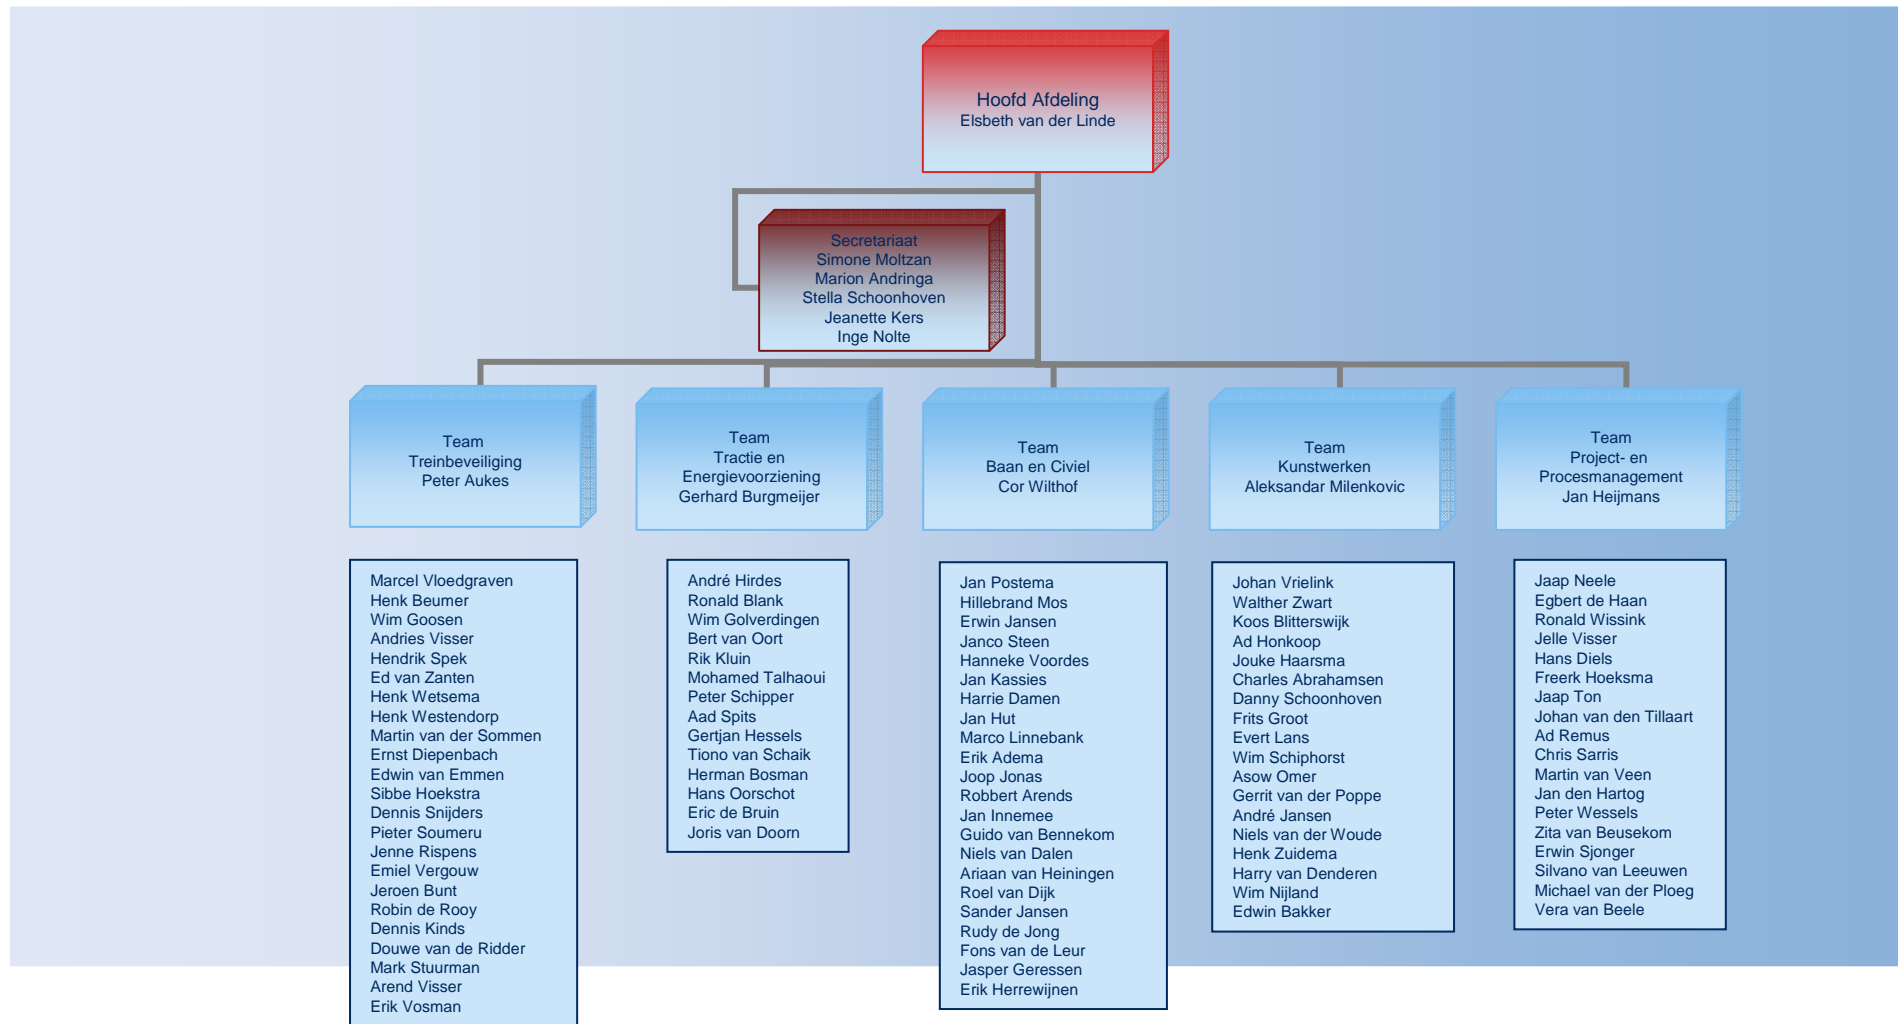 Hoofd Afdeling
Elsbeth van der Linde
Secretariaat
Simone Moltzan
Marion Andringa
Stella Schoonhoven
Jeanette Kers
Inge Nolte
Team
Treinbeveiliging
Peter Aukes
Team
Tractie en
Energievoorziening
Gerhard Burgmeijer
Team
Baan en Civiel
Cor Wilthof
Team
Kunstwerken
Aleksandar Milenkovic
Team
Project- en
Procesmanagement
Jan Heijmans
Marcel Vloedgraven
Henk Beumer
Wim Goosen
Andries Visser
Hendrik Spek
Ed van Zanten
Henk Wetsema
Henk Westendorp
Martin van der Sommen
Ernst Diepenbach
Edwin van Emmen
Sibbe Hoekstra
Dennis Snijders
Pieter Soumeru
Jenne Rispens
Emiel Vergouw
Jeroen Bunt
Robin de Rooy
Dennis Kinds
Douwe van de Ridder
Mark Stuurman
Arend Visser
Erik Vosman
André Hirdes
Ronald Blank
Wim Golverdingen
Bert van Oort
Rik Kluin
Mohamed Talhaoui
Peter Schipper
Aad Spits
Gertjan Hessels
Tiono van Schaik
Herman Bosman
Hans Oorschot
Eric de Bruin
Joris van Doorn
Jan Postema
Hillebrand Mos
Erwin Jansen
Janco Steen
Hanneke Voordes
Jan Kassies
Harrie Damen
Jan Hut
Marco Linnebank
Erik Adema
Joop Jonas
Robbert Arends
Jan Innemee
Guido van Bennekom
Niels van Dalen
Ariaan van Heiningen
Roel van Dijk
Sander Jansen
Rudy de Jong
Fons van de Leur
Jasper Geressen
Erik Herrewijnen
Johan Vrielink
Walther Zwart
Koos Blitterswijk
Ad Honkoop
Jouke Haarsma
Charles Abrahamsen
Danny Schoonhoven
Frits Groot
Evert Lans
Wim Schiphorst
Asow Omer
Gerrit van der Poppe
André Jansen
Niels van der Woude
Henk Zuidema
Harry van Denderen
Wim Nijland
Edwin Bakker
Jaap Neele
Egbert de Haan
Ronald Wissink
Jelle Visser
Hans Diels
Freerk Hoeksma
Jaap Ton
Johan van den Tillaart
Ad Remus
Chris Sarris
Martin van Veen
Jan den Hartog
Peter Wessels
Zita van Beusekom
Erwin Sjonger
Silvano van Leeuwen
Michael van der Ploeg
Vera van Beele